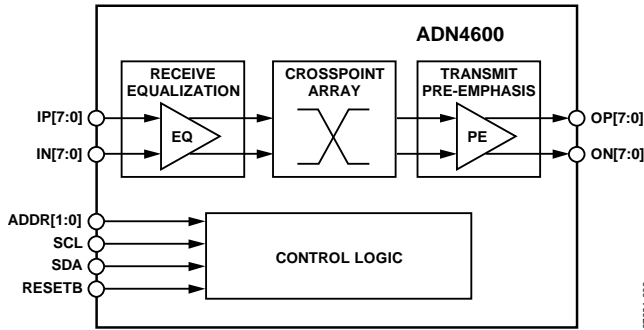 ADN4600
RECEIVE
EQUALIZATION
CROSSPOINT
ARRAY
TRANSMIT
PRE-EMPHASIS
IP[7:0]
IN[7:0]
EQ
PE
OP[7:0]
ON[7:0]
ADDR[1:0]
SCL
SDA
RESETB
CONTROL LOGIC